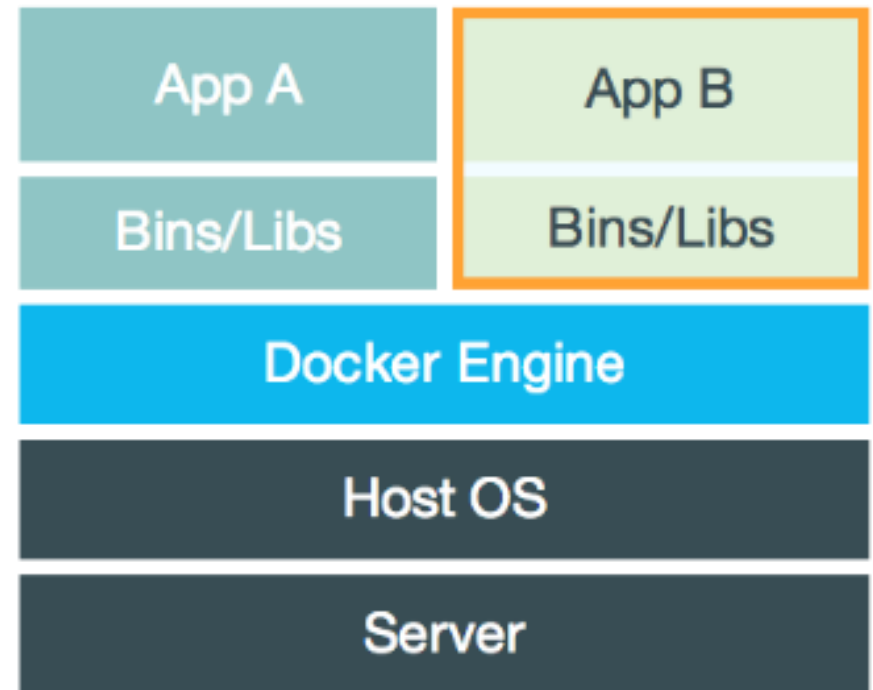 App A
App B
Bins/Libs
Bins/Libs
Docker Engine
Host OS
Server